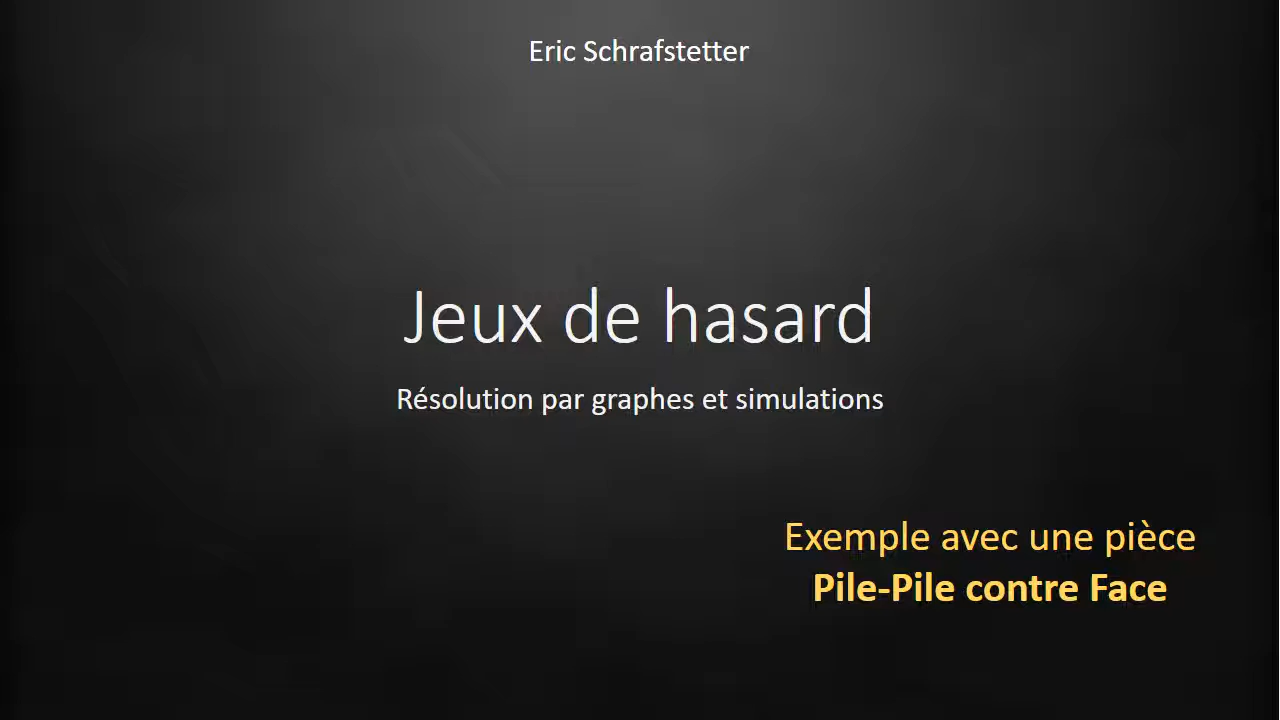 Eric Schrafstetter
Jeux de hasard
Résolution par graphes et simulations
Exemple avec une pièce
Pile-Pile contre Face